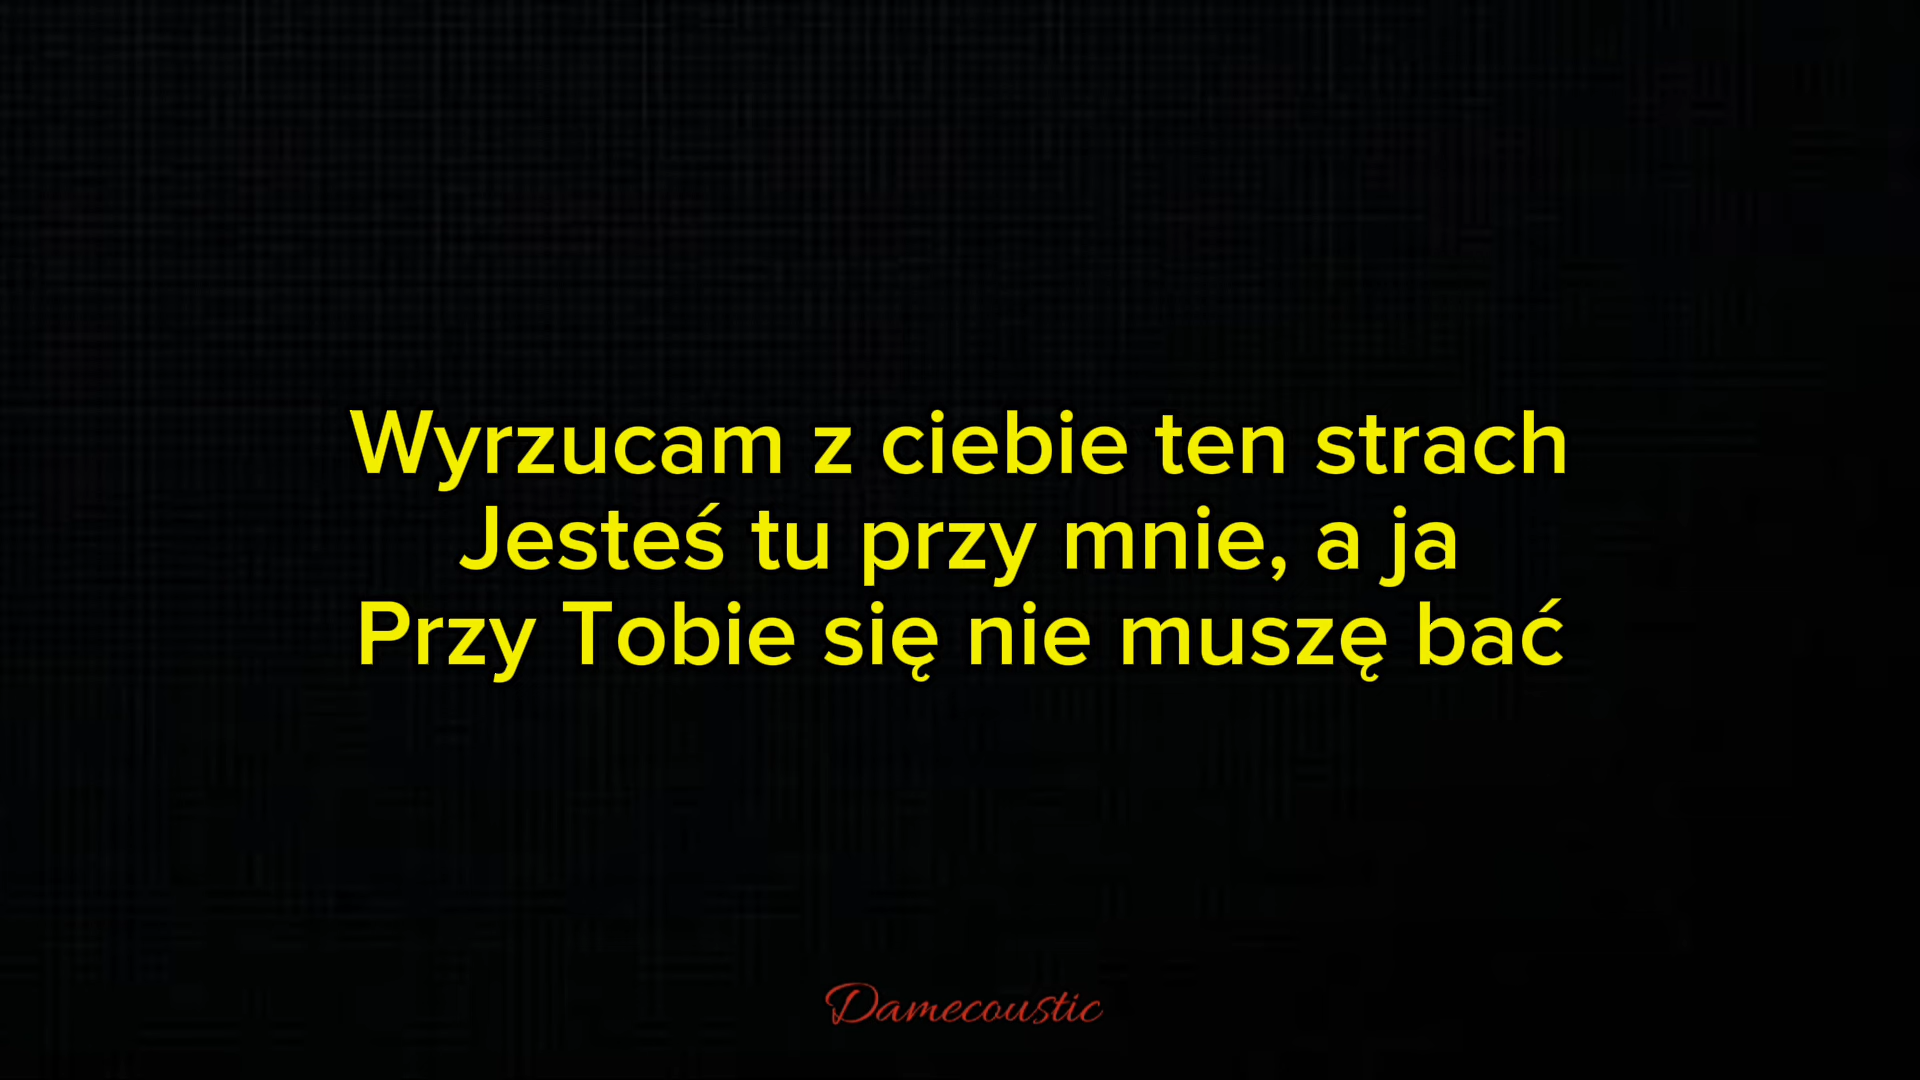 Wyrzucam z ciebie ten strach
Jesteś tu przy mnie, a ja
Przy Tobie się nie muszę bać
Damecoustic